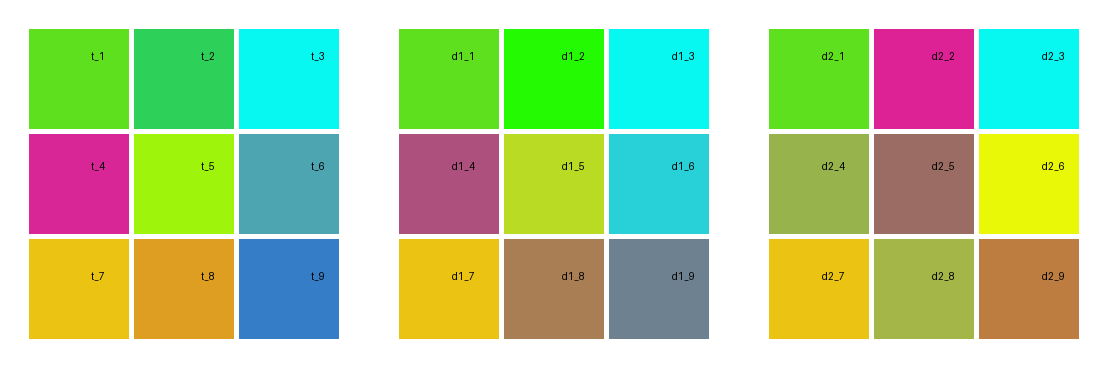 t_1 t_2 t_3 d1_1 d1_2 d1_3 d2_1 d2_2 d2_3
t_4 t_5 t_6 d1_4 d1_5 d1_6 d2_4 d2_5 d2_6
t_7 t_8 t_9 d1_7 d1_8 d1_9 d2_7 d2_8 d2_9